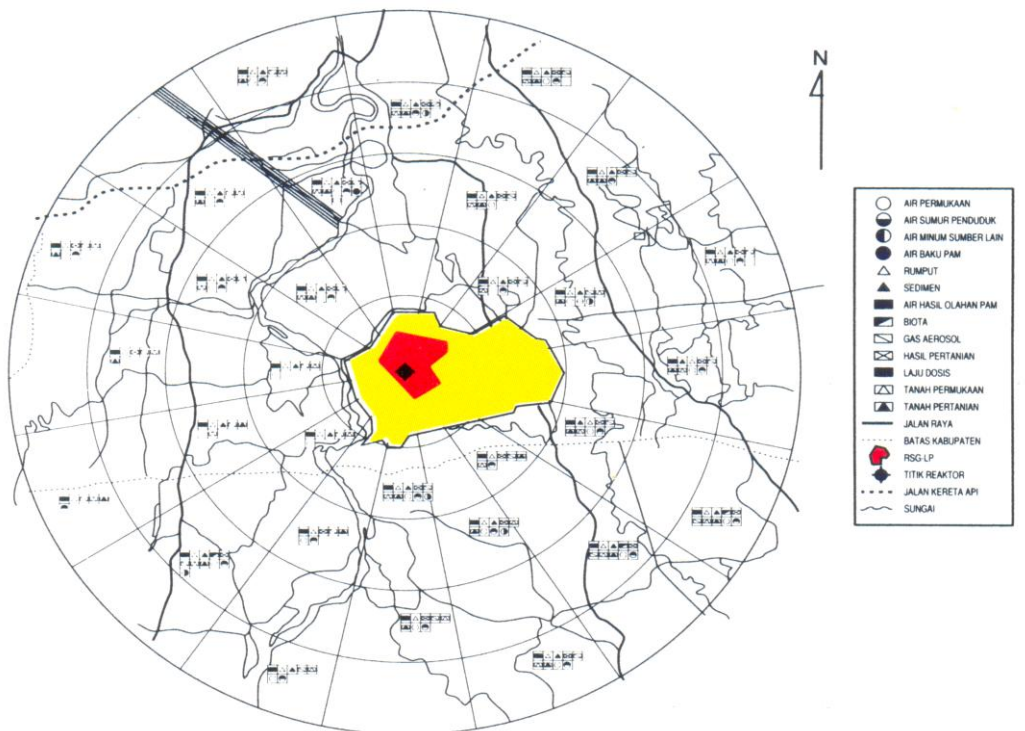 N
AIR PERMUKAAN
AIR SUMUR PENDUDUK
AIR MINUM SUMBER LAIN
AIR BAKU PAM
RUMPUT
SEDIMEN
AIR HASIL OLAHAN PAM
BIOTA
GAS AEROSOL
HASIL PERTANIAN
LAJU DOSIS
TANAH PERMUKAAN
TANAH PERTANIAN
JALAN RAYA
BATAS KABUPATEN
RSG-LP
TITIK REAKTOR
JALAN KERETA API
SUNGAI